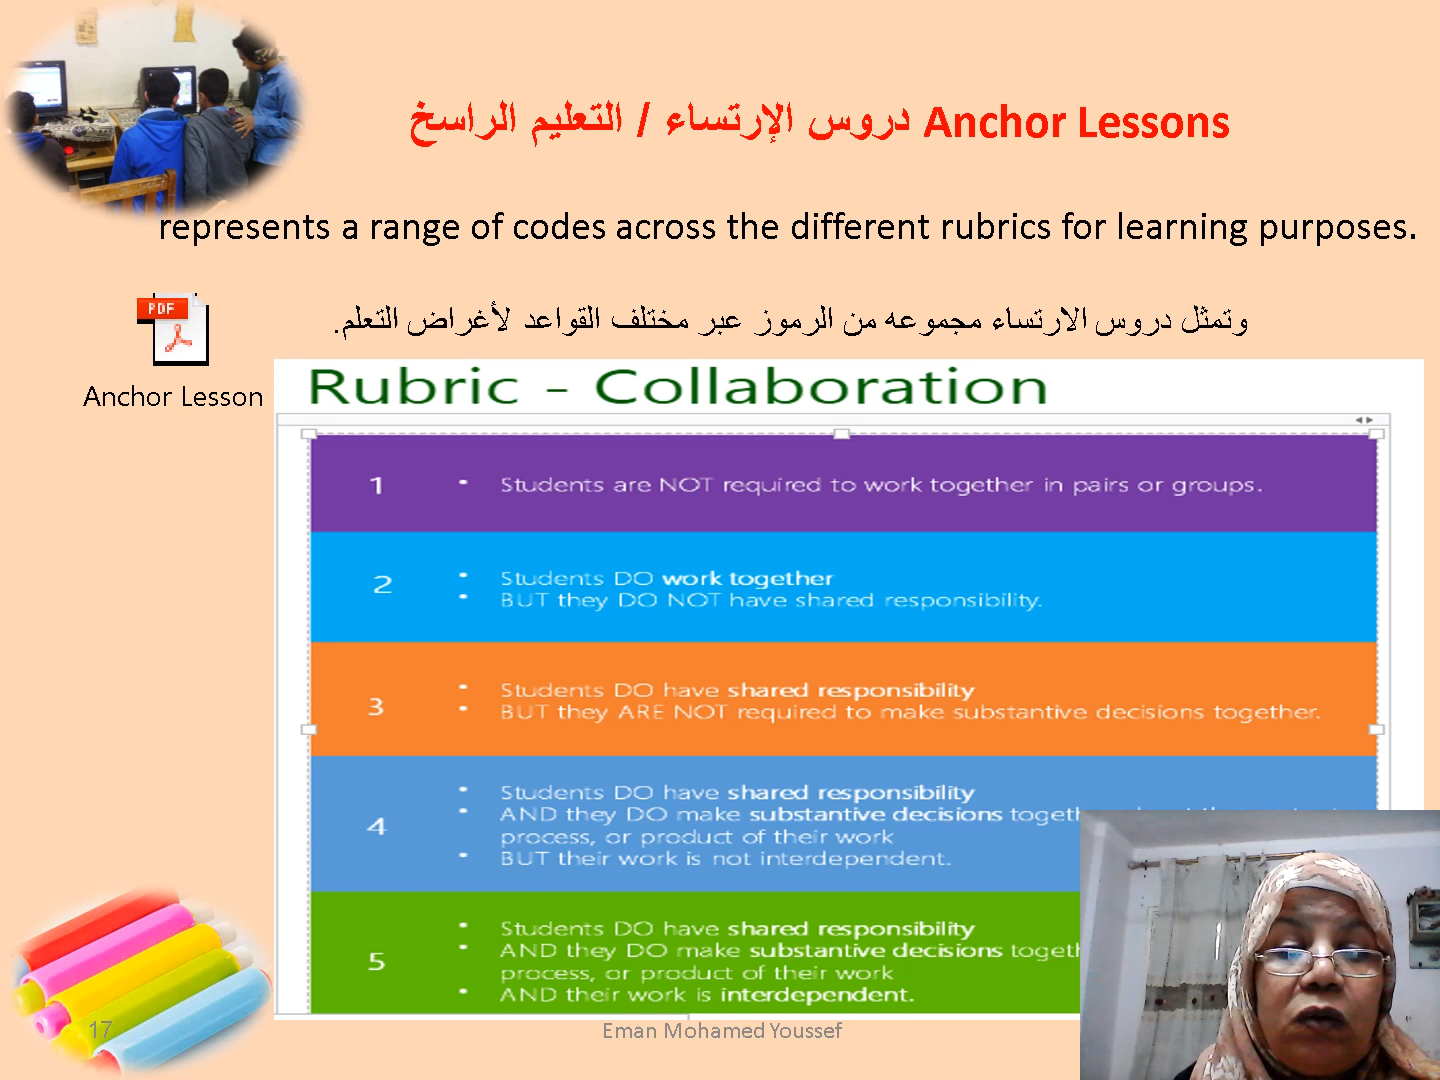 Anchor Lessons دروس الإرتساء / التعليم الراسخ
represents a range of codes across the different rubrics for learning purposes.
وتمثل دروس الارتساء مجموعه من الرموز عبر مختلف القواعد لأغراض التعلم.
PDF
Anchor Lesson
Rubric - Collaboration
1
• Students are NOT required to work together in pairs or groups.
2
• Students DO work together
• BUT they DO NOT have shared responsibility.
3
• Students DO have shared responsibility
• BUT they ARE NOT required to make substantive decisions together.
4
• Students DO have shared responsibility
• AND they DO make substantive decisions
process, or product of their work
• BUT their work is not interdependent.
5
• Students DO have shared responsibility
• AND they DO make substantive decisions
process, or product of their work
• AND their work is interdependent.
17
Eman Mohamed Youssef